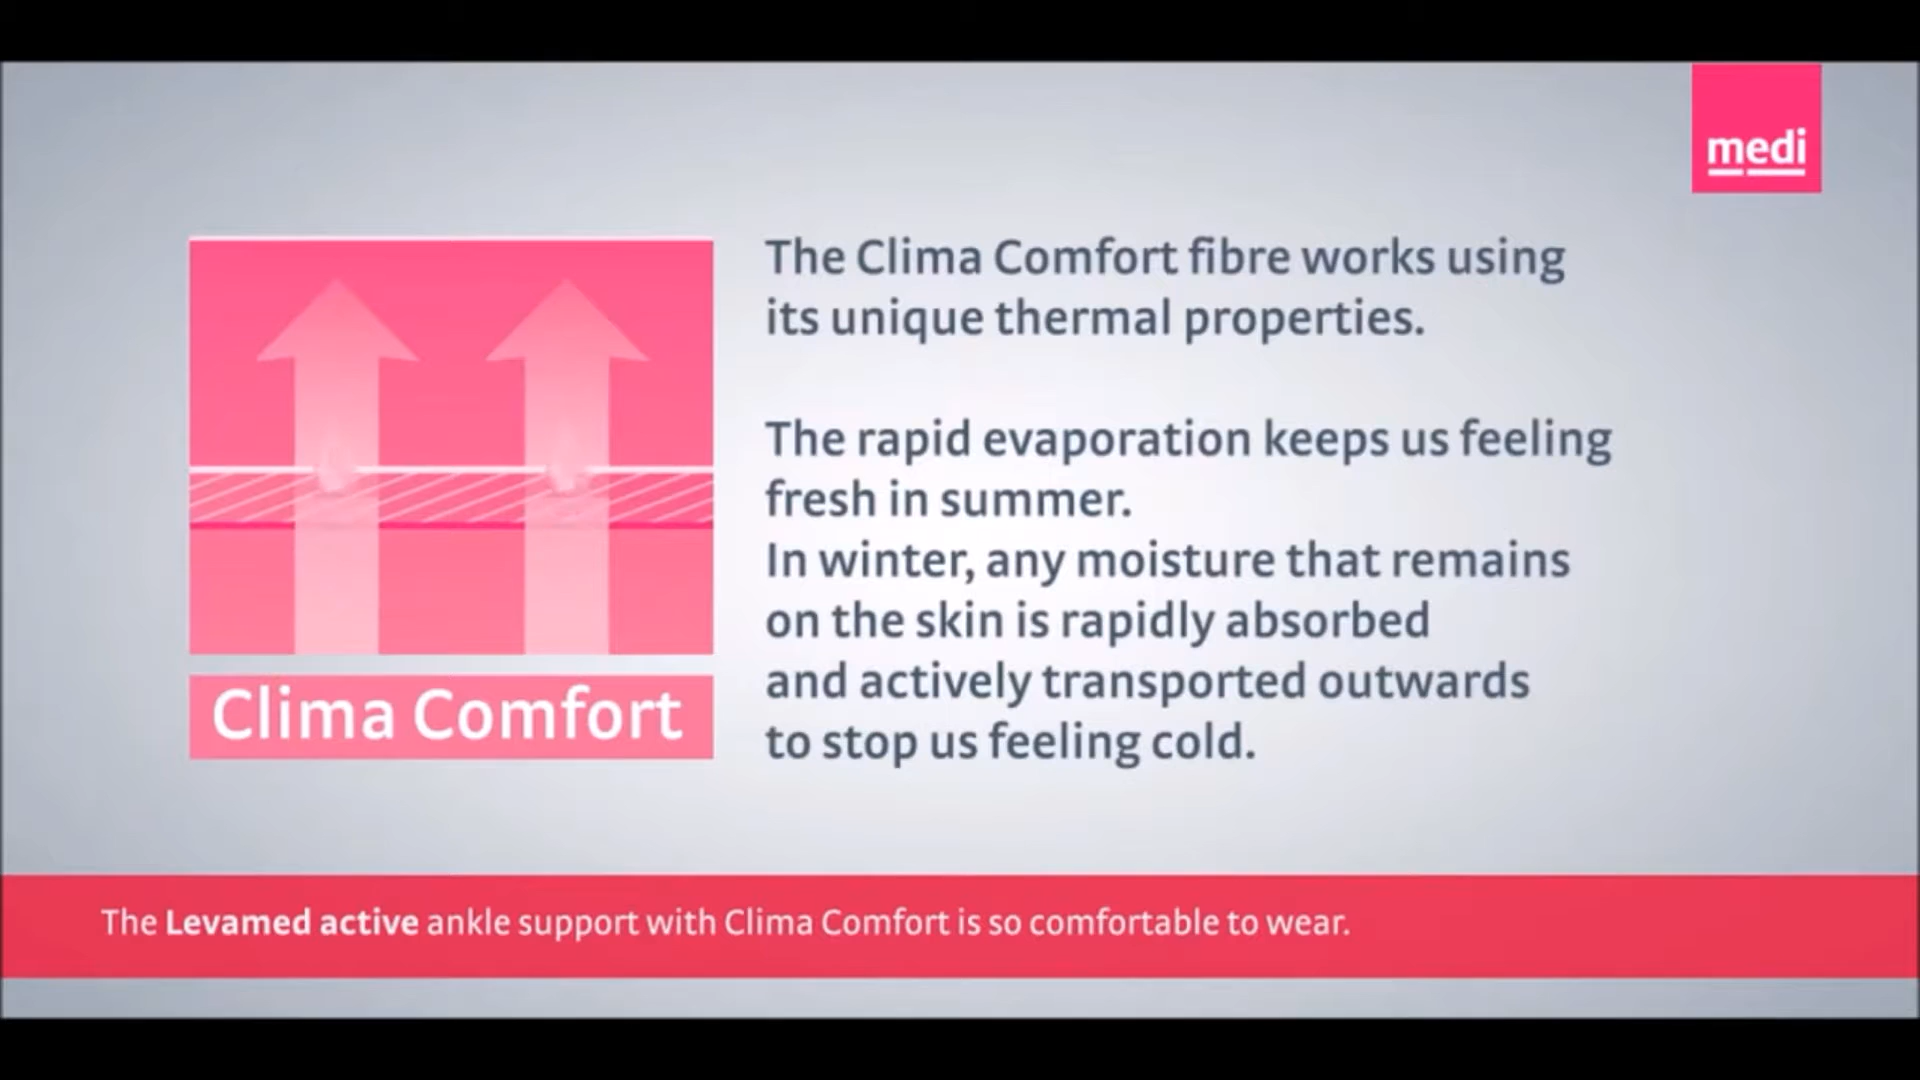 medi
The Clima Comfort fibre works using
its unique thermal properties.
The rapid evaporation keeps us feeling
fresh in summer.
In winter, any moisture that remains
on the skin is rapidly absorbed
and actively transported outwards
to stop us feeling cold.
Clima Comfort
The Levamed active ankle support with Clima Comfort is so comfortable to wear.